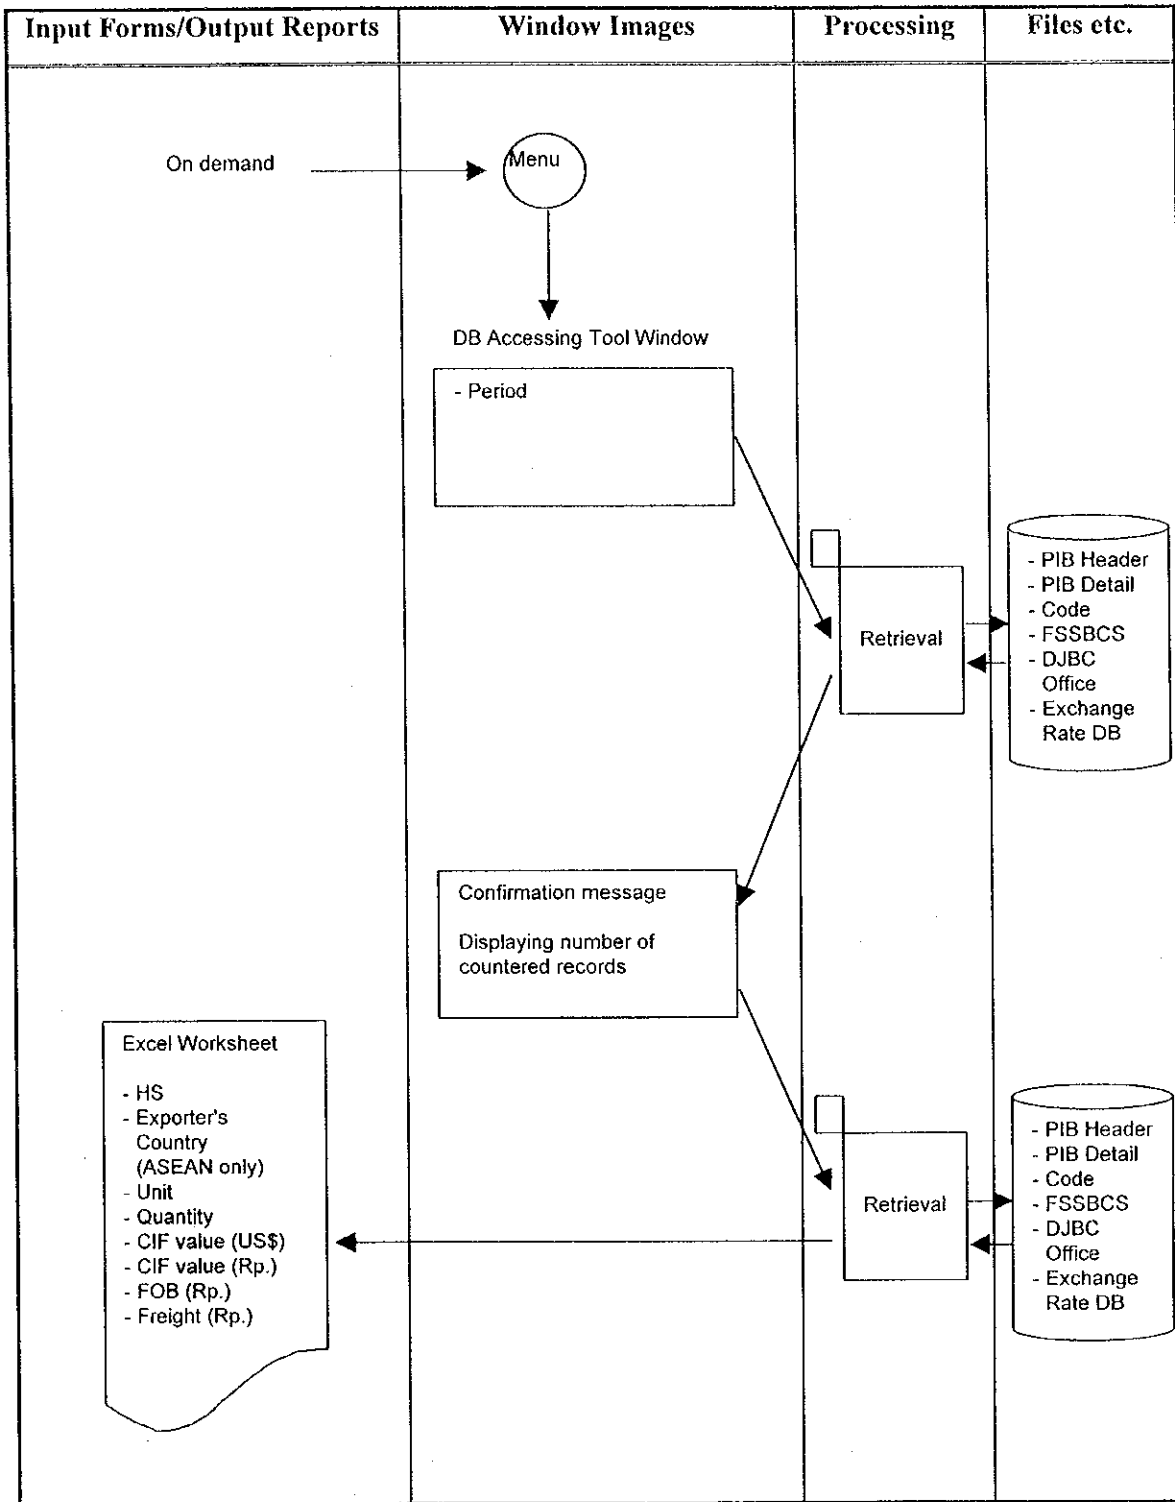 Input Forms/Output Reports
Window Images
Processing
Files etc.
On demand
Menu
DB Accessing Tool Window
- Period
Retrieval
- PIB Header
- PIB Detail
- Code
- FSSBCS
- DJBC
Office
- Exchange
Rate DB
Confirmation message
Displaying number of
countered records
Excel Worksheet
- HS
- Exporter's
Country
(ASEAN only)
- Unit
- Quantity
- CIF value (US$)
- CIF value (Rp.)
- FOB (Rp.)
- Freight (Rp.)
Retrieval
- PIB Header
- PIB Detail
- Code
- FSSBCS
- DJBC
Office
- Exchange
Rate DB